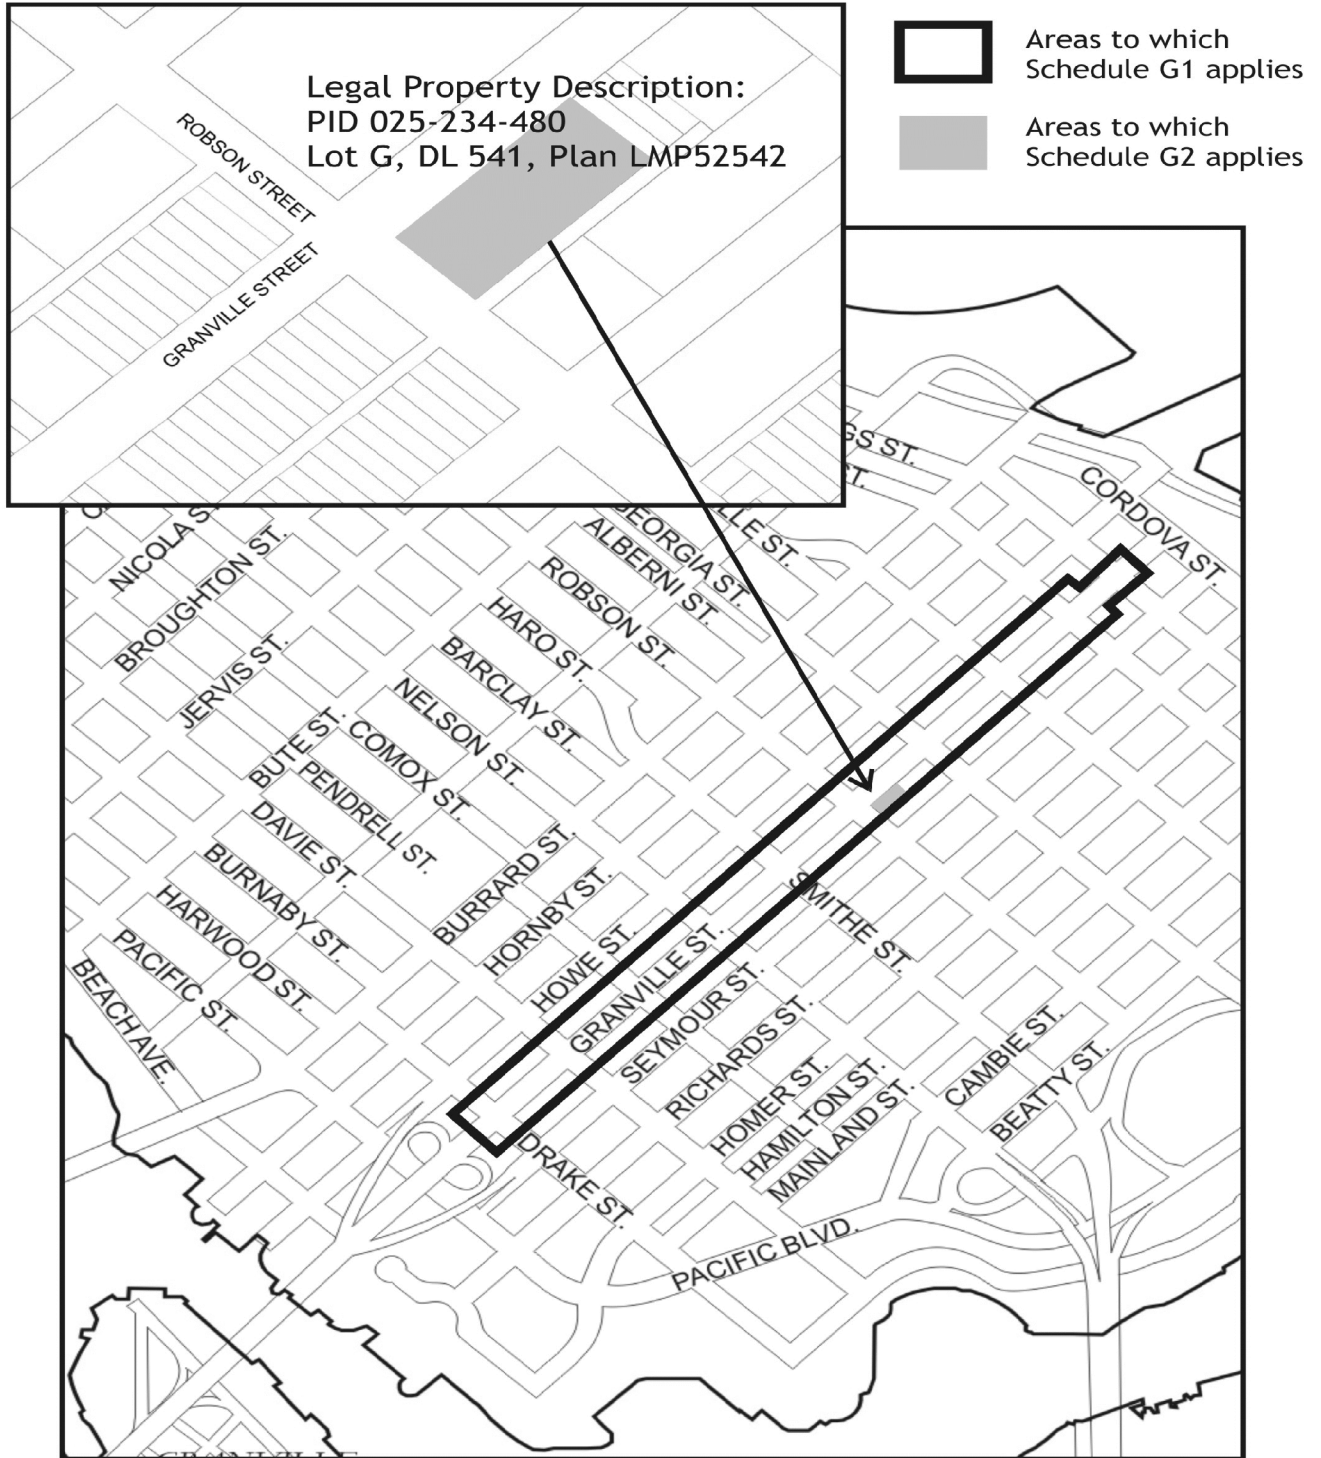 Areas to which
Schedule G1 applies
Areas to which
Schedule G2 applies
Legal Property Description:
PID 025-234-480
Lot G, DL 541, Plan LMP52542
ROBSON STREET
GRANVILLE STREET
GS ST.
ST.
CORDOVA ST.
LLE ST.
GEORGIA ST.
ALBERNI ST.
ROBSON ST.
HARO ST.
BARCLAY ST.
NELSON ST.
COMOX ST.
PENDRELL ST.
DAVIE ST.
BURNABY ST.
HARWOOD ST.
PACIFIC ST.
BEACH AVE.
NICOLA S
BROUGHTON ST.
JERVIS ST.
BUTE ST.
BURRARD ST.
HORNBY ST.
HOWE ST.
GRANVILLE ST.
SEYMOUR ST.
RICHARDS ST.
HOMER ST.
HAMILTON ST.
MAINLAND ST.
CAMBIE ST.
BEATTY ST.
SMITHE ST.
DRAKE ST.
PACIFIC BLVD.